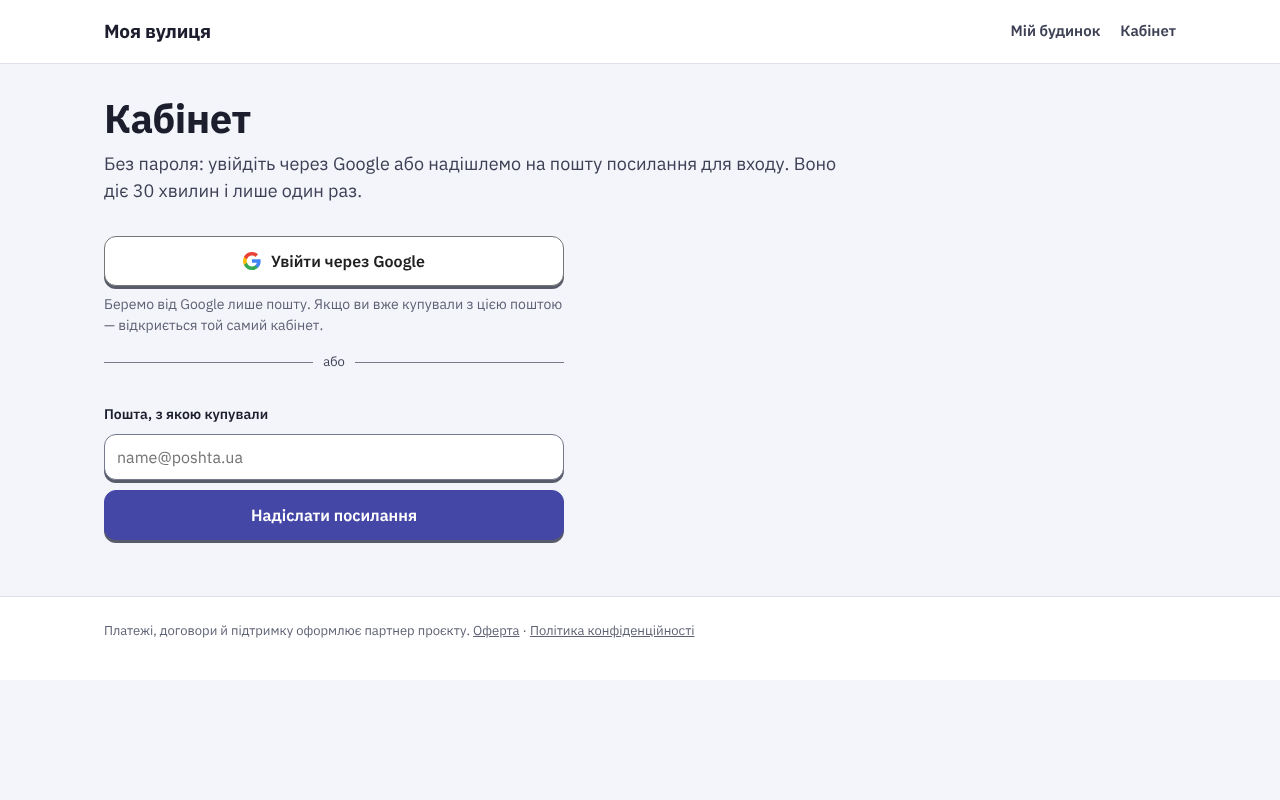 Моя вулиця
Мій будинок
Кабінет
Кабінет
Без пароля: увійдіть через Google або надішлемо на пошту посилання для входу. Воно
діє 30 хвилин і лише один раз.
Увійти через Google
Беремо від Google лише пошту. Якщо ви вже купували з цією поштою
— відкриється той самий кабінет.
або
Пошта, з якою купували
name@poshta.ua
Надіслати посилання
Платежі, договори й підтримку оформлює партнер проєкту. Оферта · Політика конфіденційності